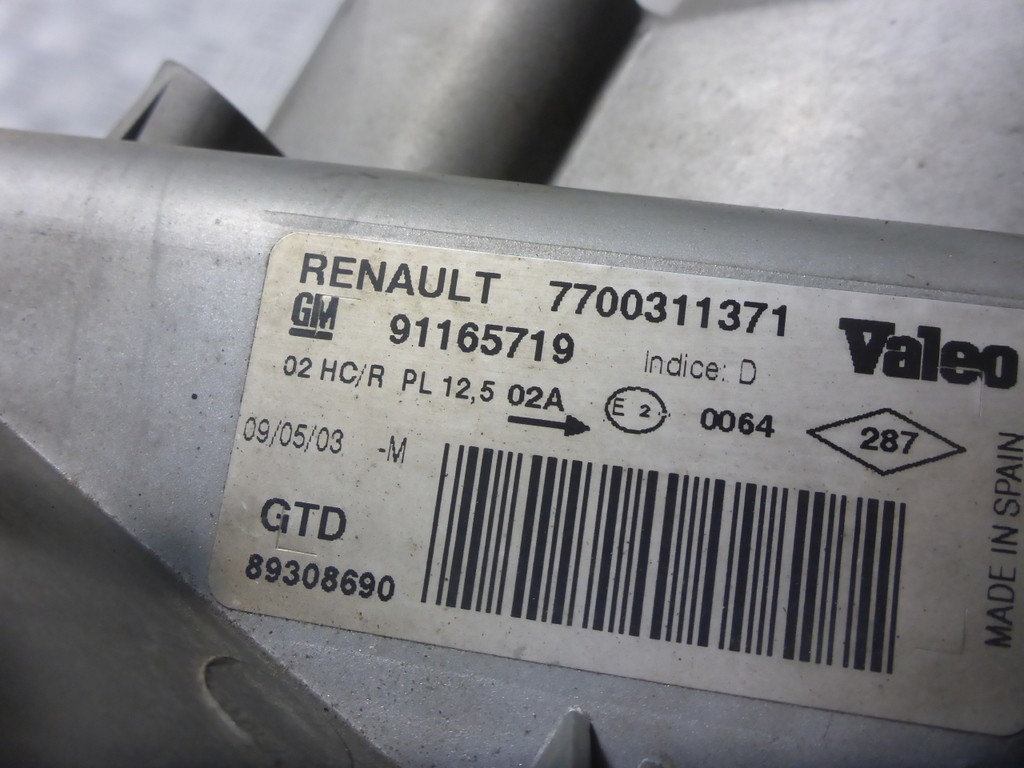 RENAULT 7700311371
GM 91165719 Indice: D Valeo
02 HC/R PL 12,5 02A E 2 0064 287
09/05/03 -M
GTD
89308690
MADE IN SPAIN